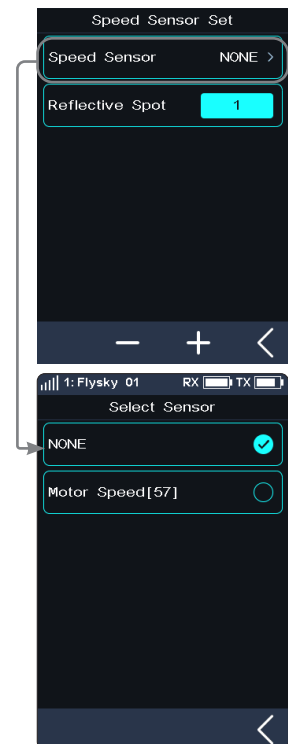 Speed Sensor Set
Speed Sensor NONE >
Reflective Spot 1
1: Flysky 01 RX TX
Select Sensor
NONE
Motor Speed[57]